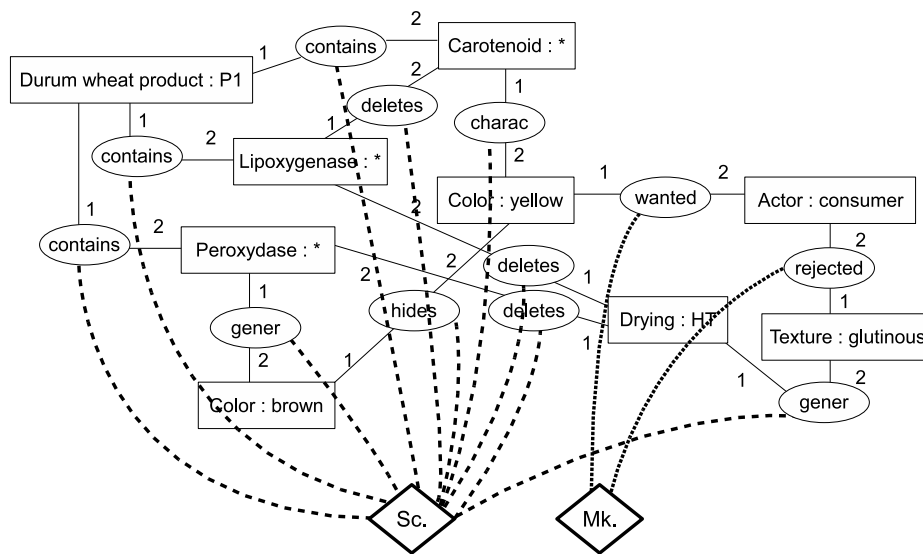 contains
2
Carotenoid : *
1
Durum wheat product : P1
2
1
deletes
1
charac
1
contains
2
Lipoxygenase : *
2
1
2
Color : yellow
1
wanted
2
Actor : consumer
2
1
contains
2
Peroxydase : *
2
deletes
1
2
rejected
2
1
gener
hides
deletes
Drying : HT
1
1
Texture : glutinous
2
1
Color : brown
1
2
gener
Sc.
Mk.